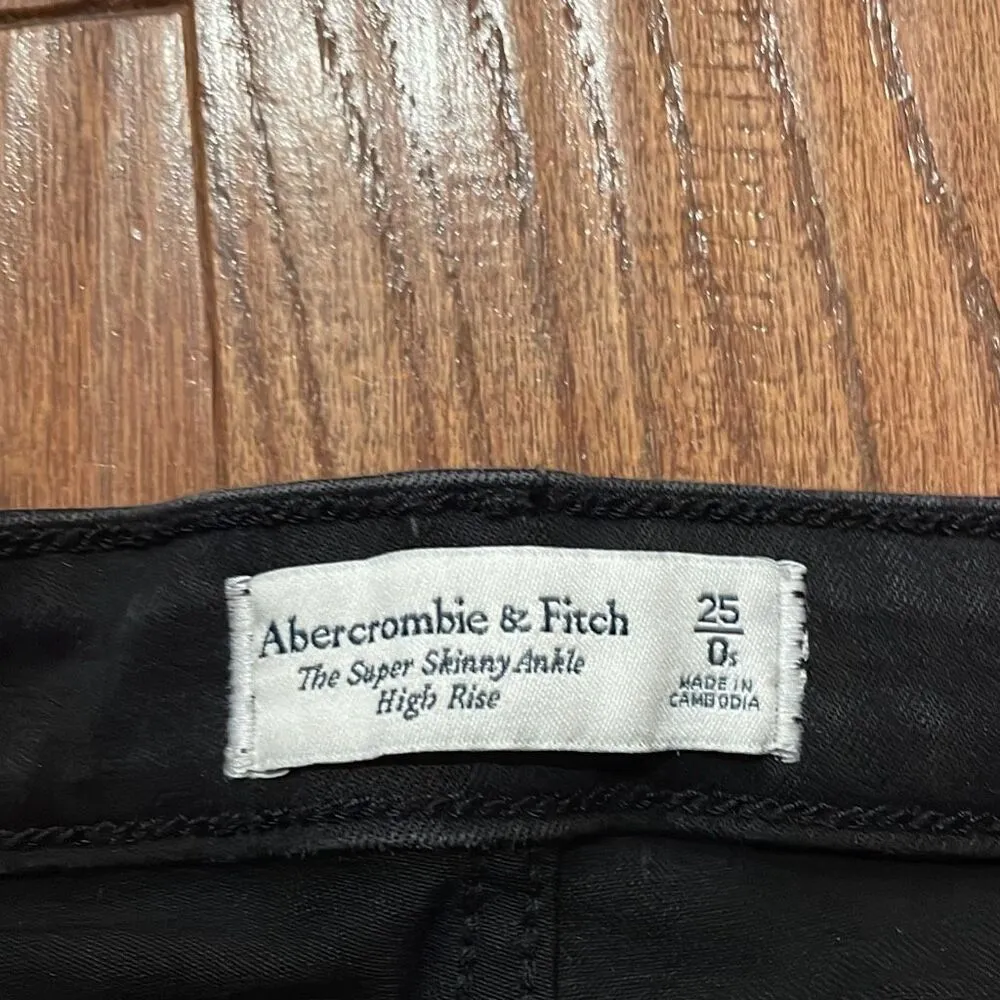 Abercrombie & Fitch
The Super Skinny Ankle
High Rise
25
0s
MADE IN
CAMBODIA